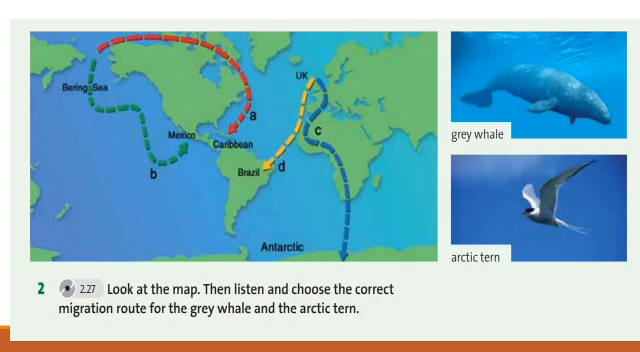 UK
Bering Sea
a
Mexico
Caribbean
c
b
Brazil
d
Antarctic
grey whale
arctic tern
2 2.27 Look at the map. Then listen and choose the correct
migration route for the grey whale and the arctic tern.